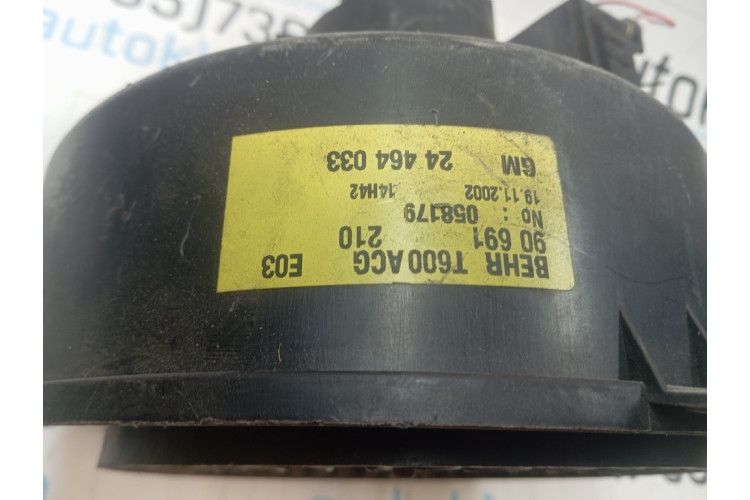 BEHR T600ACG E03
90 691 210
No : 058179
19.11.2002 14H42
GM 24 464 033